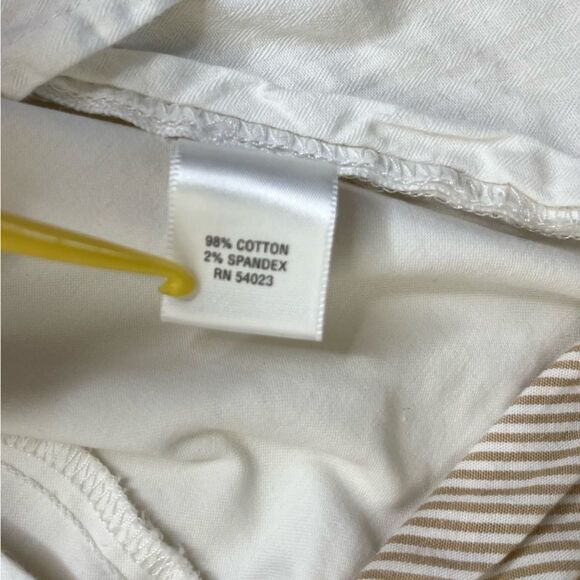 98% COTTON
2% SPANDEX
RN 54023